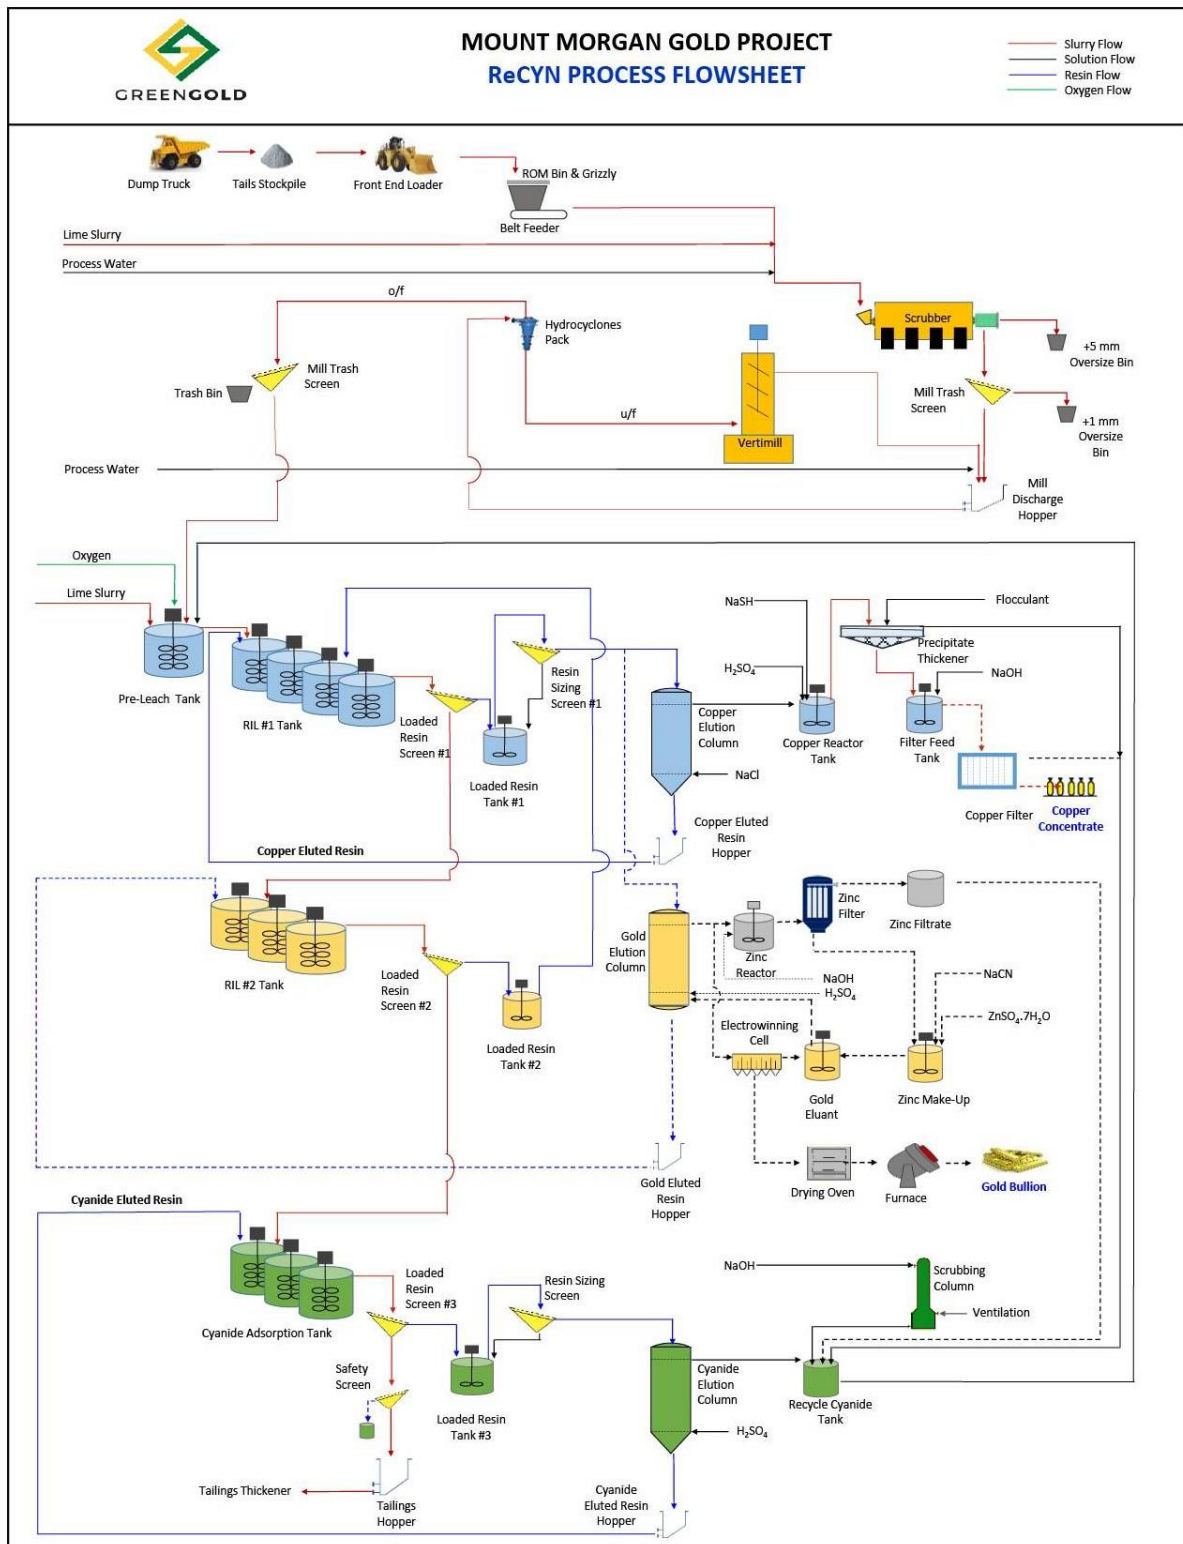 MOUNT MORGAN GOLD PROJECT
ReCYN PROCESS FLOWSHEET
GREENGOLD
Slurry Flow
Solution Flow
Resin Flow
Oxygen Flow
Dump Truck
Tails Stockpile
Front End Loader
ROM Bin & Grizzly
Belt Feeder
Lime Slurry
Process Water
o/f
Hydrocyclones
Pack
Scrubber
+5 mm
Oversize Bin
Mill Trash
Screen
Trash Bin
Mill Trash
Screen
+1 mm
Oversize
Bin
u/f
Vertimill
Process Water
Mill
Discharge
Hopper
Oxygen
Lime Slurry
Pre-Leach Tank
RIL #1 Tank
Loaded
Resin
Screen #1
Resin
Sizing
Screen #1
Loaded Resin
Tank #1
NaSH
H₂SO₄
Copper
Elution
Column
NaCl
Copper Reactor
Tank
Flocculant
Precipitate
Thickener
NaOH
Filter Feed
Tank
Copper Filter
Copper
Concentrate
Copper Eluted
Resin
Hopper
Copper Eluted Resin
RIL #2 Tank
Loaded
Resin
Screen #2
Loaded Resin
Tank #2
Gold
Elution
Column
Zinc
Reactor
Zinc
Filter
Zinc Filtrate
NaOH
H₂SO₄
NaCN
ZnSO₄.7H₂O
Electrowinning
Cell
Gold
Eluant
Zinc Make-Up
Drying Oven
Furnace
Gold Bullion
Gold Eluted
Resin
Hopper
Cyanide Eluted Resin
Cyanide Adsorption Tank
Loaded
Resin
Screen #3
Resin Sizing
Screen
Safety
Screen
Loaded Resin
Tank #3
NaOH
Scrubbing
Column
Ventilation
Cyanide
Elution
Column
H₂SO₄
Recycle Cyanide
Tank
Tailings Thickener
Tailings
Hopper
Cyanide
Eluted Resin
Hopper